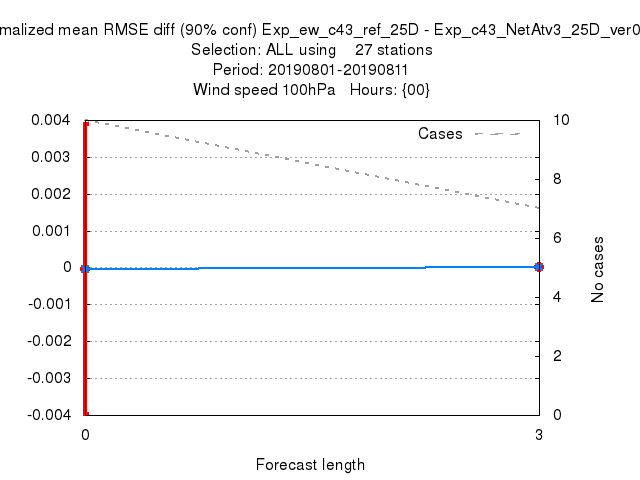 malized mean RMSE diff (90% conf) Exp_ew_c43_ref_25D - Exp_c43_NetAtv3_25D_ver0
Selection: ALL using 27 stations
Period: 20190801-20190811
Wind speed 100hPa Hours: {00}
Cases
0.004
0.003
0.002
0.001
0
-0.001
-0.002
-0.003
-0.004
10
8
6
4
2
0
No cases
0
3
Forecast length